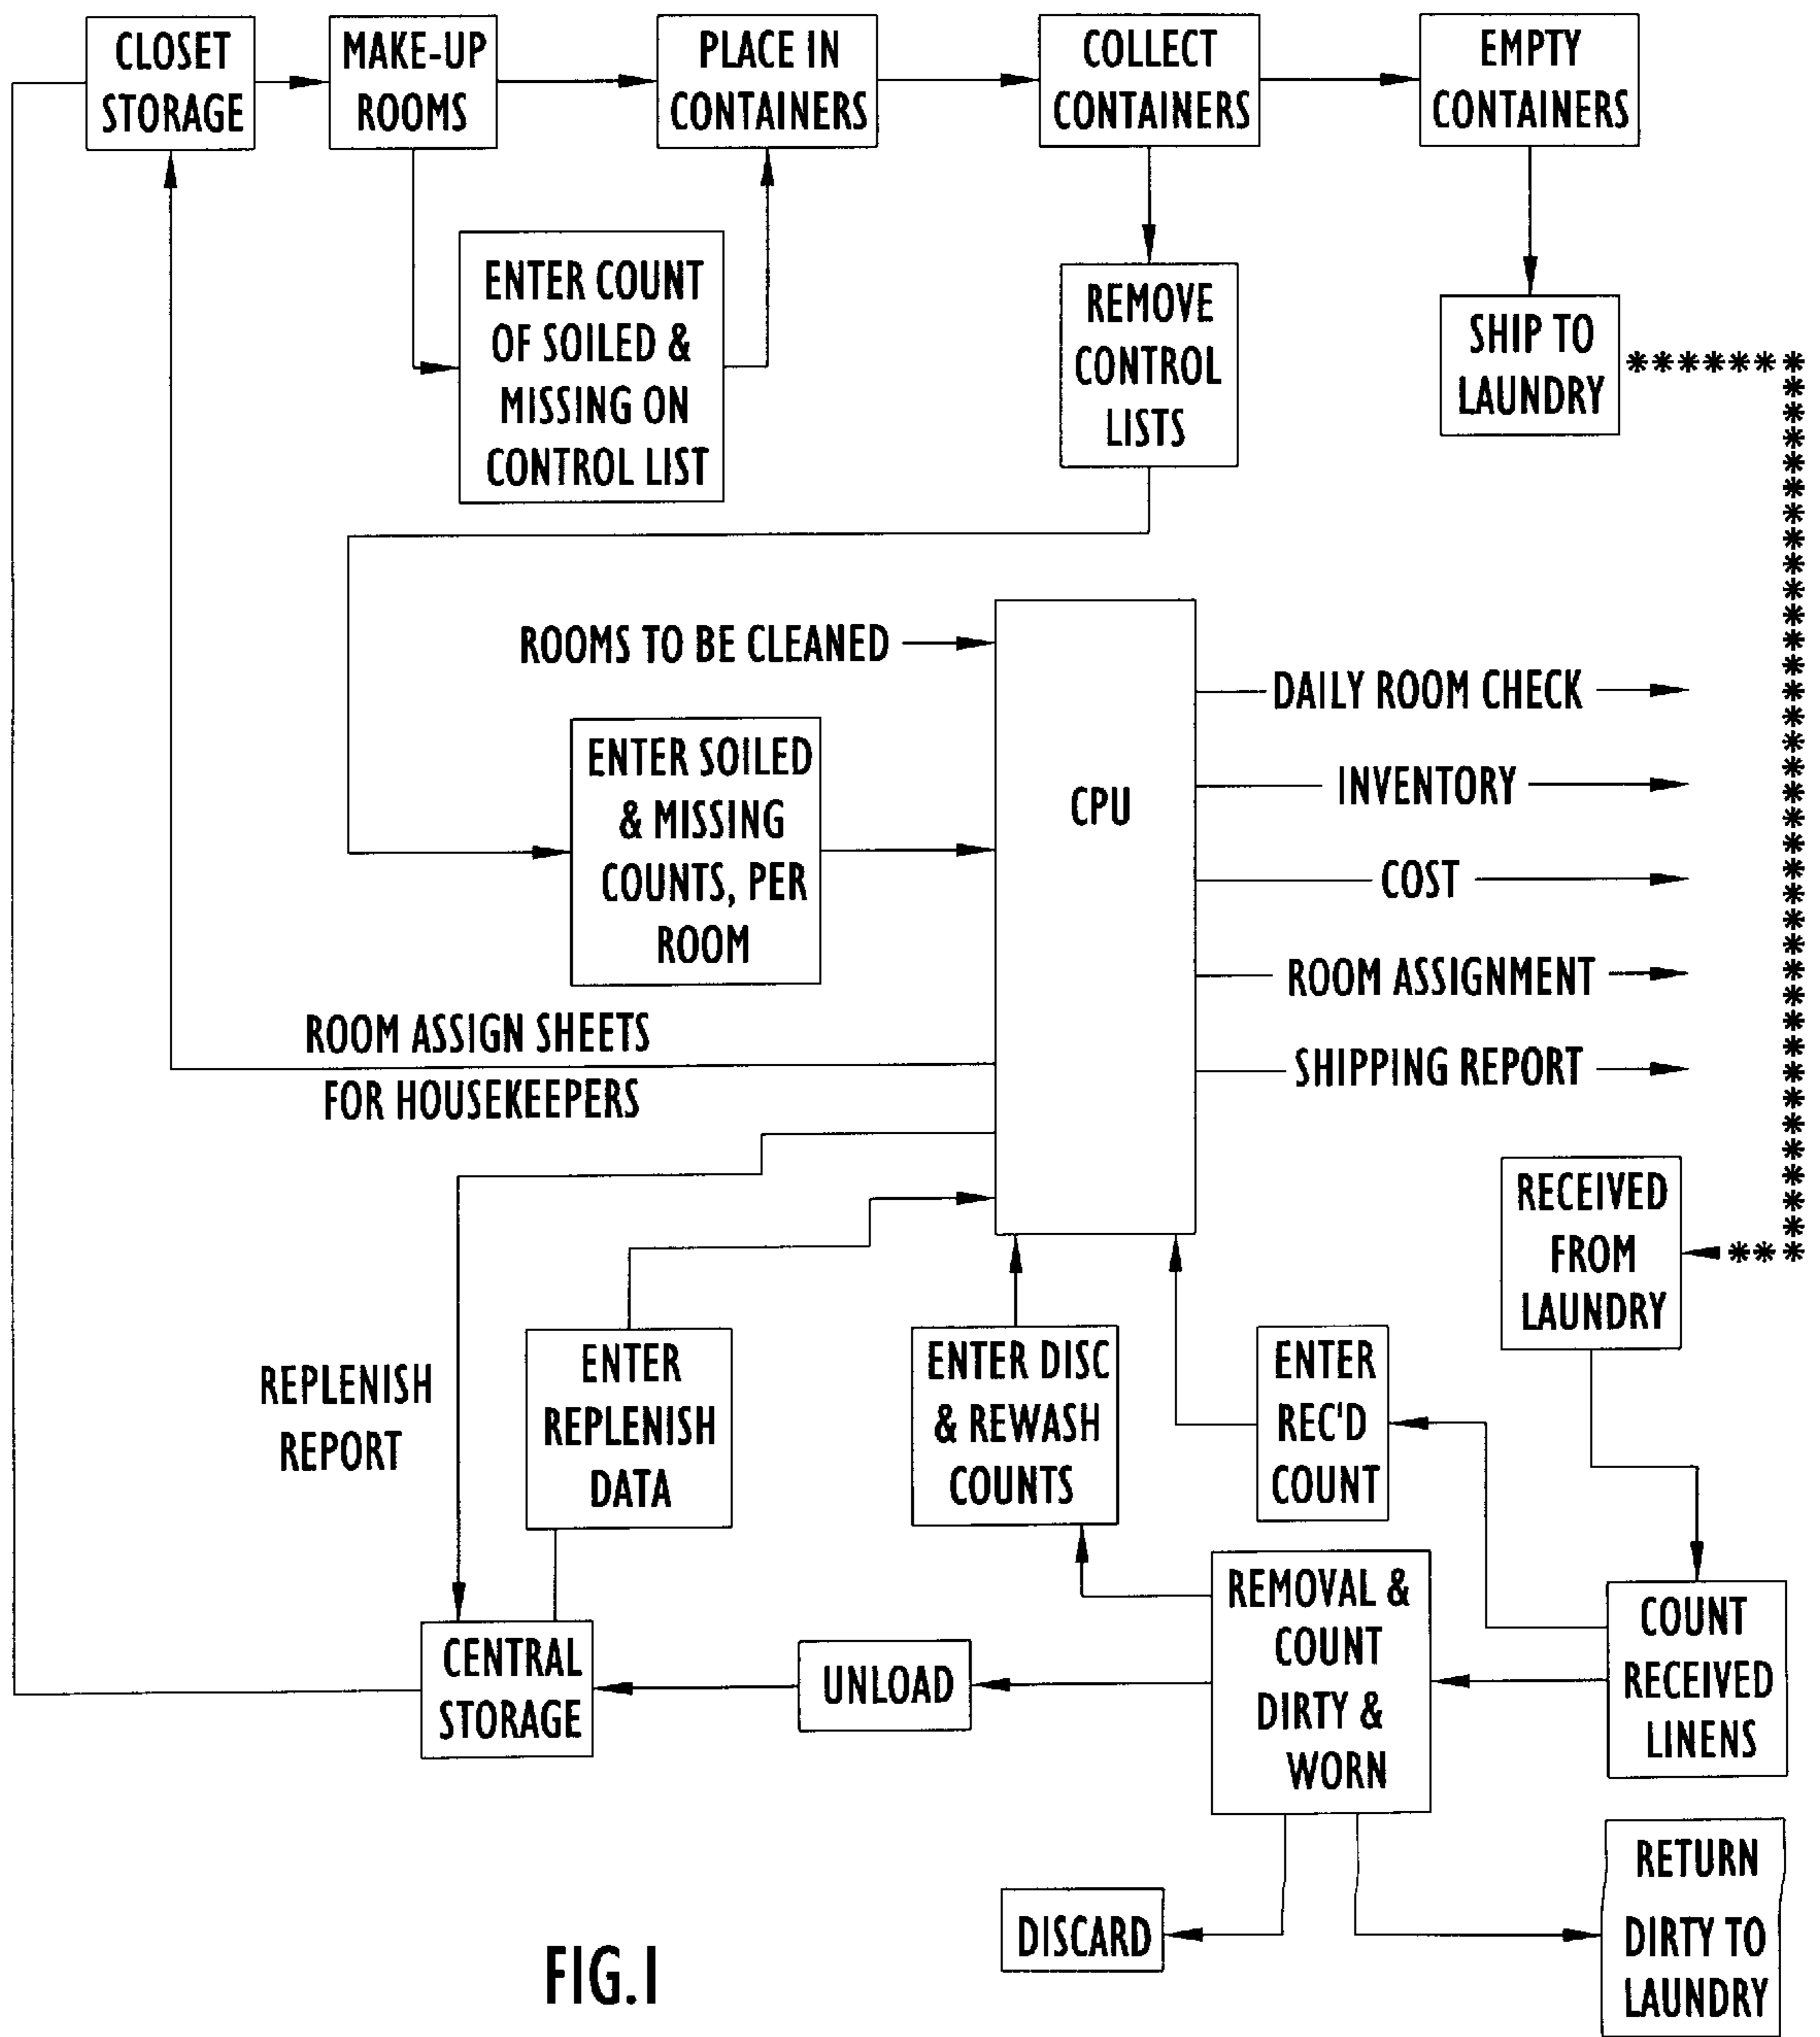 CLOSET
STORAGE
MAKE-UP
ROOMS
PLACE IN
CONTAINERS
COLLECT
CONTAINERS
EMPTY
CONTAINERS
ENTER COUNT
OF SOILED &
MISSING ON
CONTROL LIST
REMOVE
CONTROL
LISTS
SHIP TO
LAUNDRY
ROOMS TO BE CLEANED
ENTER SOILED
& MISSING
COUNTS, PER
ROOM
CPU
DAILY ROOM CHECK
INVENTORY
COST
ROOM ASSIGNMENT
SHIPPING REPORT
ROOM ASSIGN SHEETS
FOR HOUSEKEEPERS
RECEIVED
FROM
LAUNDRY
REPLENISH
REPORT
ENTER
REPLENISH
DATA
ENTER DISC
& REWASH
COUNTS
ENTER
REC'D
COUNT
CENTRAL
STORAGE
UNLOAD
REMOVAL &
COUNT
DIRTY &
WORN
COUNT
RECEIVED
LINENS
DISCARD
RETURN
DIRTY TO
LAUNDRY
FIG.1